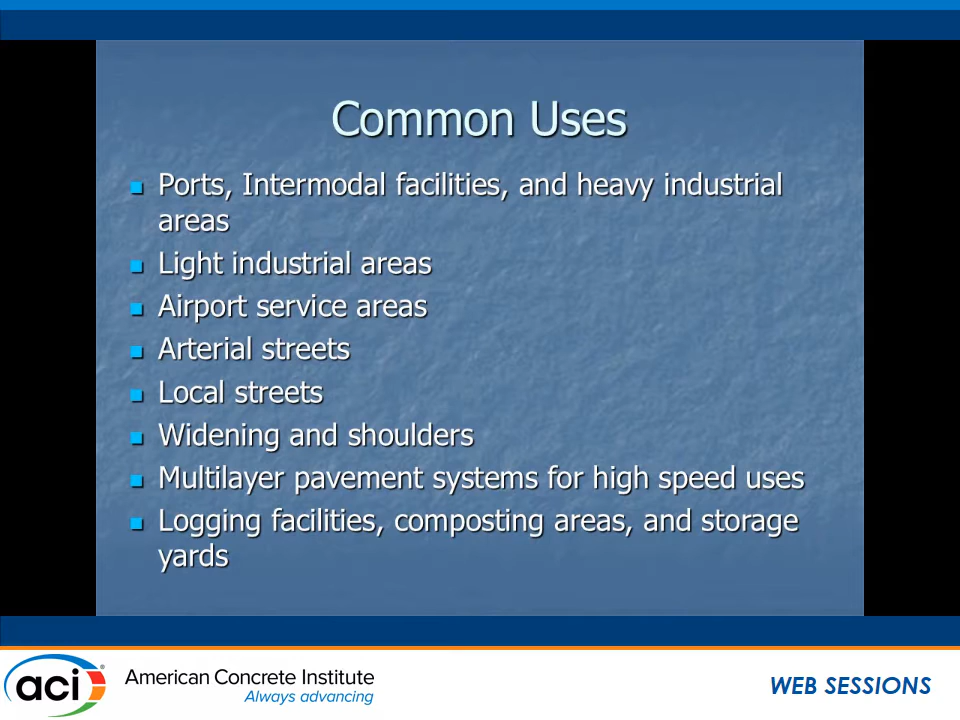 Common Uses
Ports, Intermodal facilities, and heavy industrial
areas
Light industrial areas
Airport service areas
Arterial streets
Local streets
Widening and shoulders
Multilayer pavement systems for high speed uses
Logging facilities, composting areas, and storage
yards
aci®
American Concrete Institute
Always advancing
WEB SESSIONS